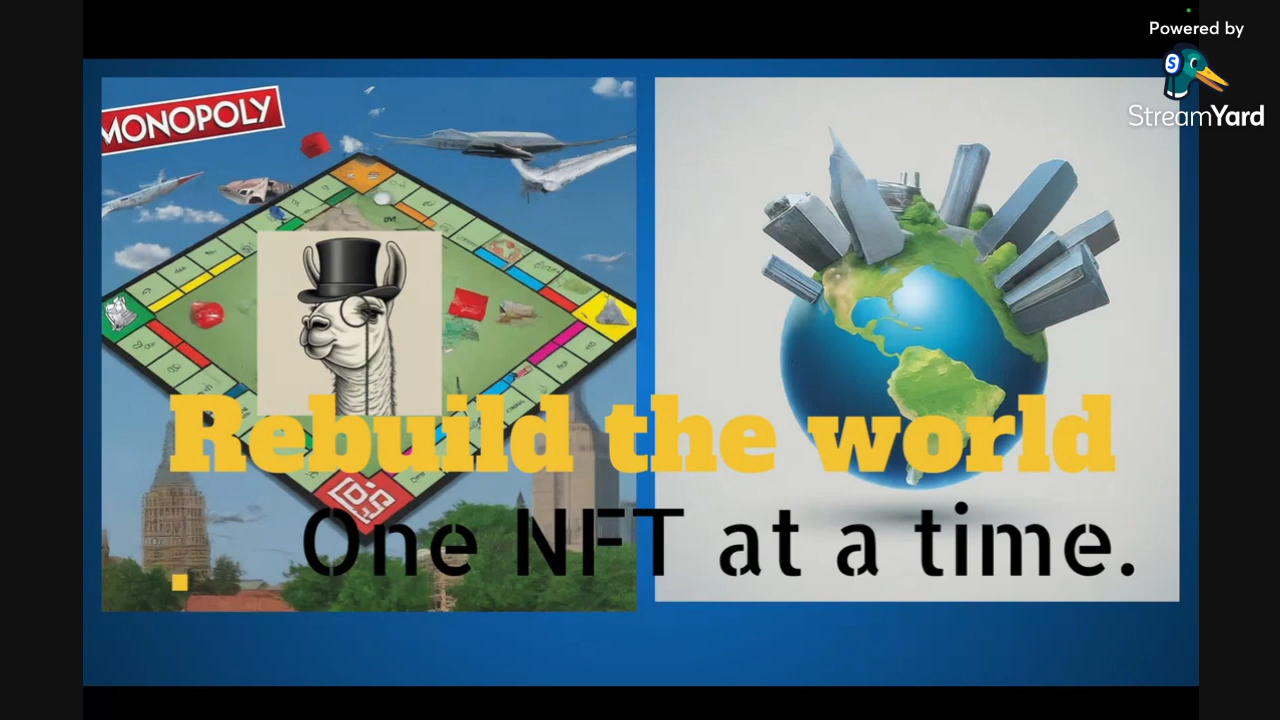 Powered by
StreamYard
MONOPOLY
Rebuild the world
One NFT at a time.